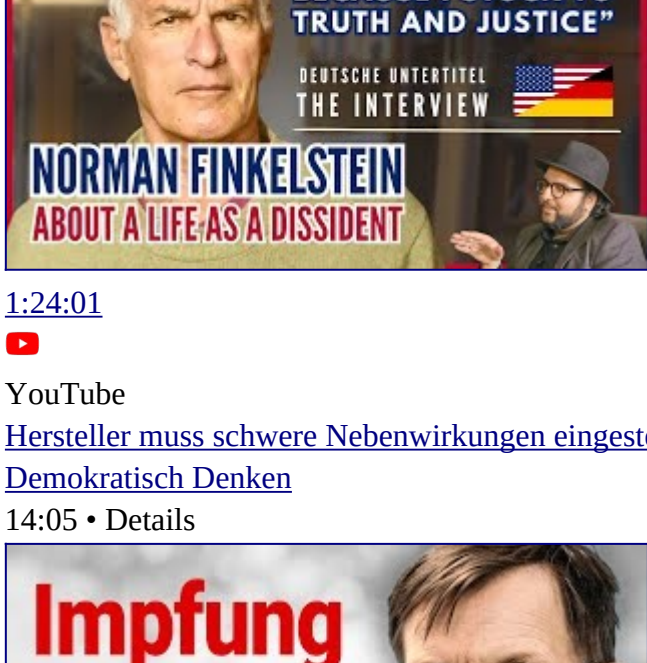 TRUTH AND JUSTICE”
DEUTSCHE UNTERTITEL
THE INTERVIEW
NORMAN FINKELSTEIN
ABOUT A LIFE AS A DISSIDENT
1:24:01
YouTube
Hersteller muss schwere Nebenwirkungen
Demokratisch Denken
14:05 • Details
Impfung